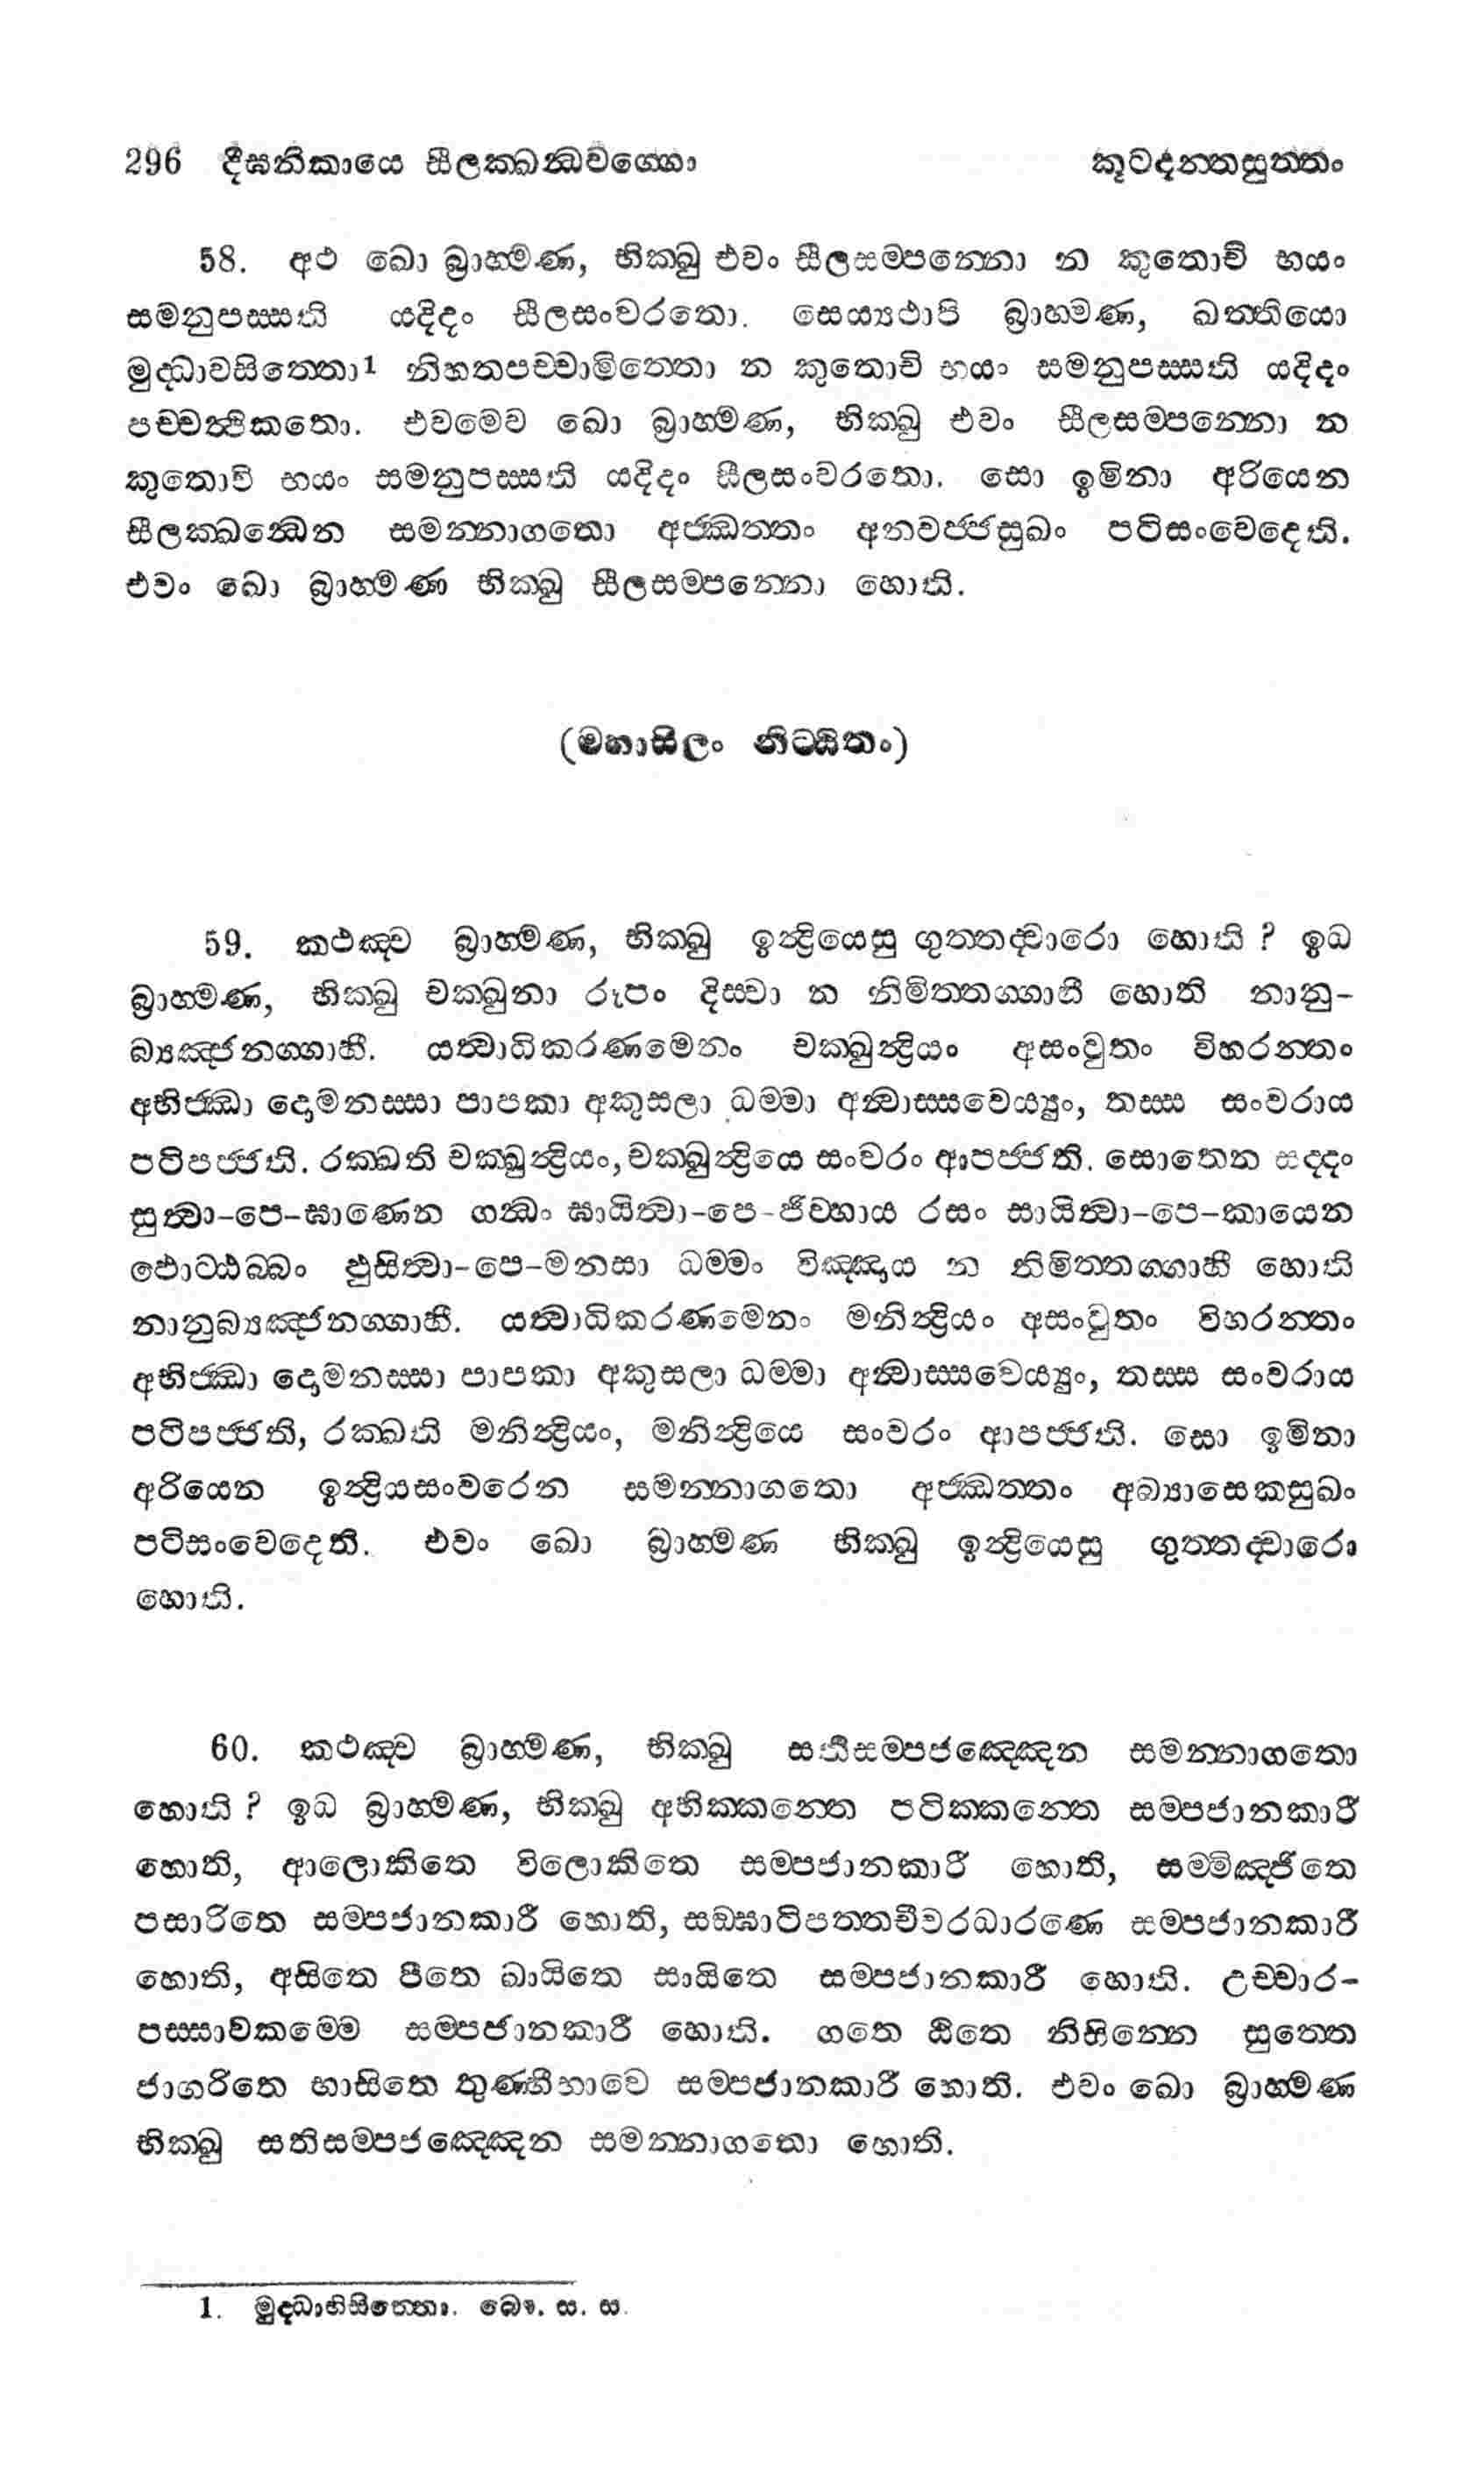 296 දීඝනිකායෙ සීලක්ඛන්ධවග්ගො කූටදන්තසුත්තං
58. අථ ඛො බ්‍රාහ්මණ, භික්ඛු එවං සීලසම්පන්නො න කුතොචි භයං
සමනුපස්සති යදිදං සීලසංවරතො. සෙය්‍යථාපි බ්‍රාහමණ, ඛත්තියො
මුද්ධාවසිත්තො¹ නිහතපච්චාමිත්තො න කුතොචි භයං සමනුපස්සති යදිදං
පච්චත්ථිකතො. එවමෙව ඛො බ්‍රාහ්මණ, භික්ඛු එවං සීලසම්පන්නො න
කුතොචි භයං සමනුපස්සති යදිදං සීලසංවරතො. සො ඉමිනා අරියෙන
සීලක්ඛන්ධෙන සමන්නාගතො අජ්ඣත්තං අනවජ්ජසුඛං පටිසංවෙදෙති.
එවං ඛො බ්‍රාහ්මණ භික්ඛු සීලසම්පන්නො හොති.
(මහාසීලං නිට්ඨිතං)
59. කථඤ්ච බ්‍රාහ්මණ, භික්ඛු ඉන්ද්‍රියෙසු ගුත්තද්වාරො හොති ? ඉධ
බ්‍රාහමණ, භික්ඛු චක්ඛුනා රූපං දිස්වා න නිමිත්තග්ගාහී හොති නානු-
බ්‍යඤ්ජනග්ගාහී. යත්වාධිකරණමෙනං චක්ඛුන්ද්‍රියං අසංවුතං විහරන්තං
අභිජ්ඣා දොමනස්සා පාපකා අකුසලා ධම්මා අන්වාස්සවෙය්‍යුං, තස්ස සංවරාය
පටිපජ්ජති. රක්ඛති චක්ඛුන්ද්‍රියං, චක්ඛුන්ද්‍රියෙ සංවරං ආපජ්ජති. සොතෙන සද්දං
සුත්වා-පෙ-ඝාණෙන ගන්ධං ඝායිත්වා-පෙ-ජිව්හාය රසං සායිත්වා-පෙ-කායෙන
ඵොට්ඨබ්බං ඵුසිත්වා-පෙ-මනසා ධම්මං විඤ්ඤාය න නිමිත්තග්ගාහී හොති
නානුබ්‍යඤ්ජනග්ගාහී. යත්වාධිකරණමෙනං මනින්ද්‍රියං අසංවුතං විහරන්තං
අභිජ්ඣා දොමනස්සා පාපකා අකුසලා ධම්මා අන්වාස්සවෙය්‍යුං, තස්ස සංවරාය
පටිපජ්ජති, රක්ඛති මනින්ද්‍රියං, මනින්ද්‍රියෙ සංවරං ආපජ්ජති. සො ඉමිනා
අරියෙන ඉන්ද්‍රියසංවරෙන සමන්නාගතො අජ්ඣත්තං අබ්‍යාසෙකසුඛං
පටිසංවෙදෙති. එවං ඛො බ්‍රාහ්මණ භික්ඛු ඉන්ද්‍රියෙසු ගුත්තද්වාරො
හොති.
60. කථඤ්ච බ්‍රාහ්මණ, භික්ඛු සතිසම්පජඤ්ඤෙන සමන්නාගතො
හොති ? ඉධ බ්‍රාහ්මණ, භික්ඛු අභික්කන්තෙ පටික්කන්තෙ සම්පජානකාරී
හොති, ආලොකිතෙ විලොකිතෙ සම්පජානකාරී හොති, සම්මිඤ්ජිතෙ
පසාරිතෙ සම්පජානකාරී හොති, සඞ්ඝාටිපත්තචීවරධාරණෙ සම්පජානකාරී
හොති, අසිතෙ පීතෙ ඛායිතෙ සායිතෙ සම්පජානකාරී හොති. උච්චාර-
පස්සාවකම්මෙ සම්පජානකාරී හොති. ගතෙ ඨිතෙ නිසින්නෙ සුත්තෙ
ජාගරිතෙ භාසිතෙ තුණ්හීභාවෙ සම්පජානකාරී හොති. එවං ඛො බ්‍රාහ්මණ
භික්ඛු සතිසම්පජඤ්ඤෙන සමන්නාගතො හොති.
1. මුද්ධාභිසිත්තො. බෞ. ස. ස.